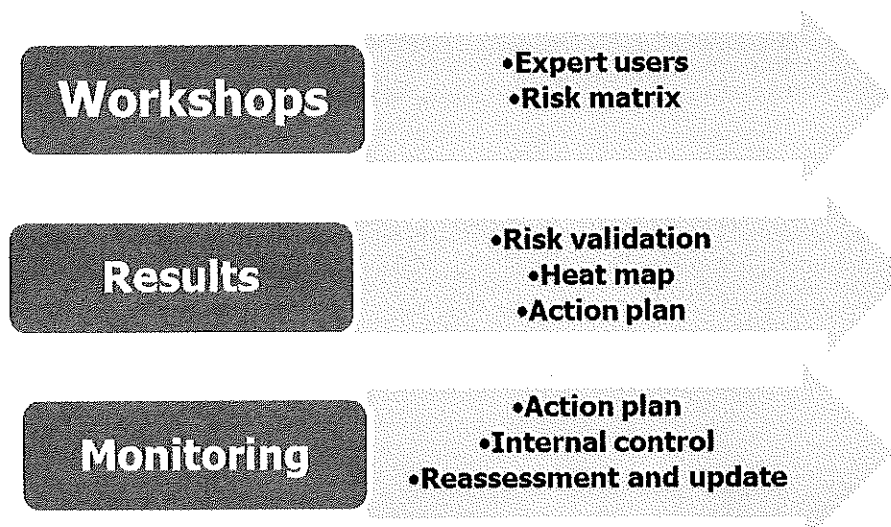 Workshops
•Expert users
•Risk matrix
Results
•Risk validation
•Heat map
•Action plan
Monitoring
•Action plan
•Internal control
•Reassessment and update